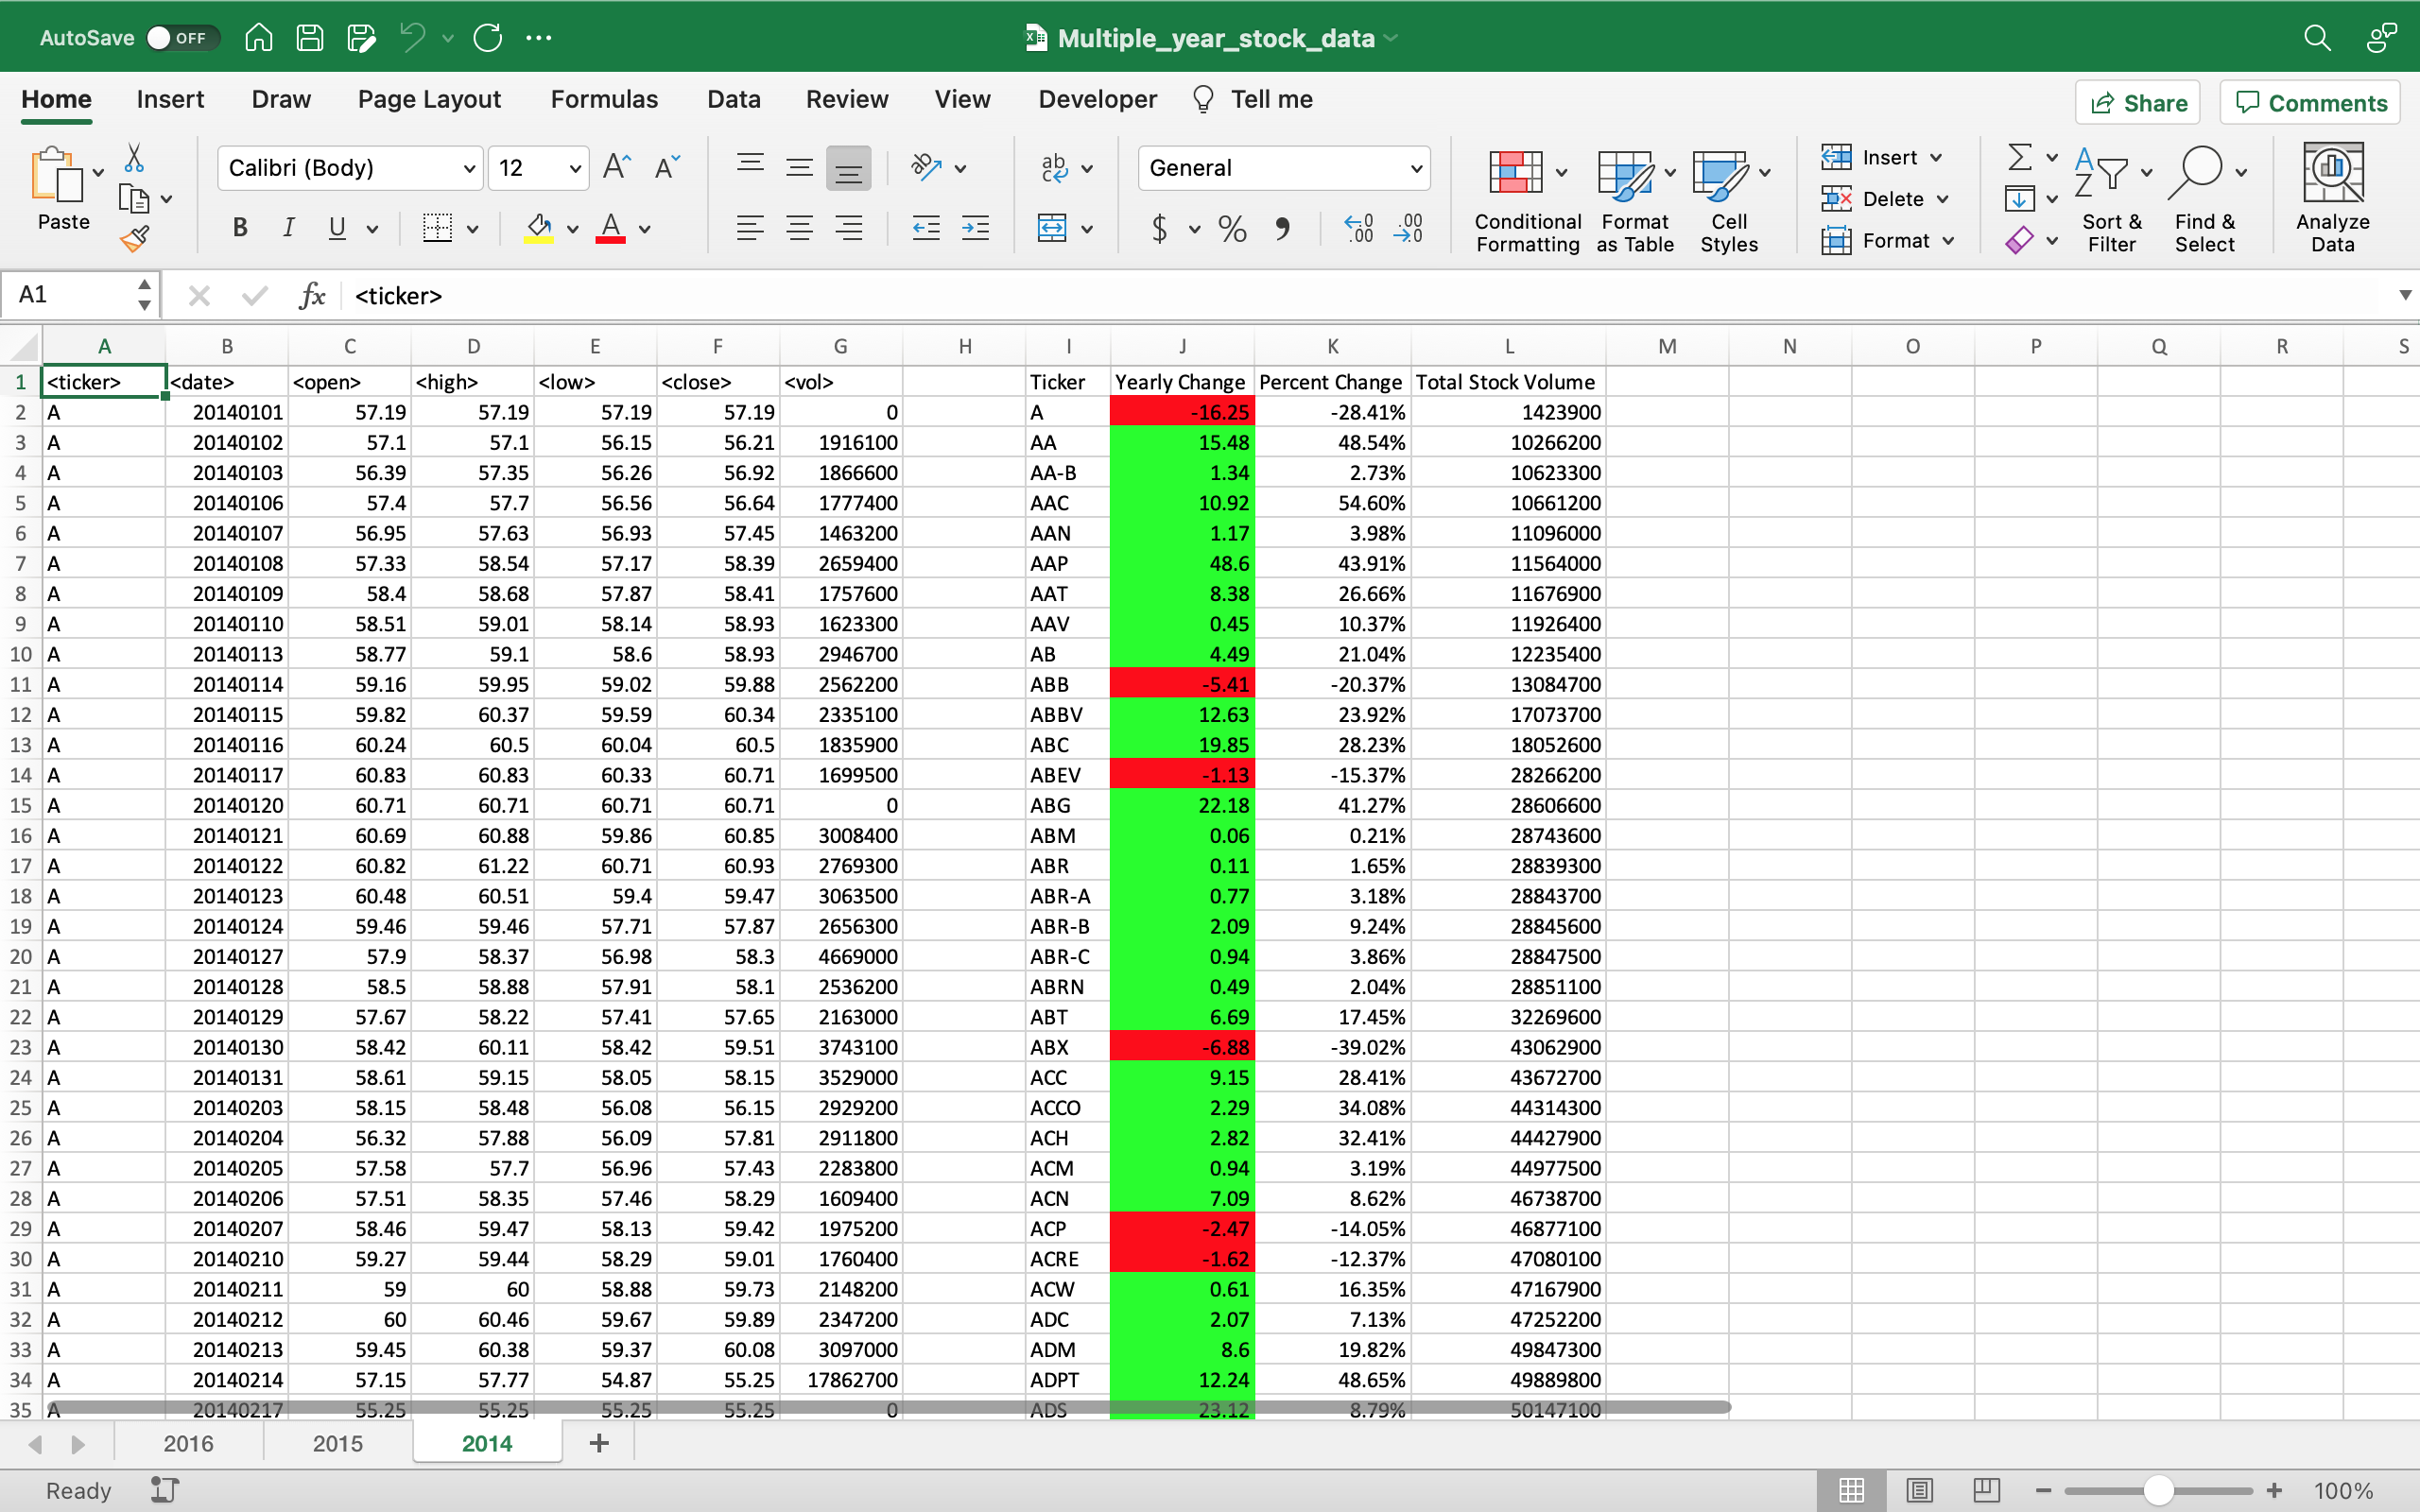 AutoSave OFF Multiple_year_stock_data
Home Insert Draw Page Layout Formulas Data Review View Developer Tell me Share Comments
Paste Calibri (Body) 12 General Conditional Formatting Format as Table Cell Styles Insert Delete Format Sort & Filter Find & Select Analyze Data
A1 fx <ticker>
A B C D E F G H I J K L M N O P Q R S
1 <ticker> <date> <open> <high> <low> <close> <vol> Ticker Yearly Change Percent Change Total Stock Volume
2 A 20140101 57.19 57.19 57.19 57.19 0 A -16.25 -28.41% 1423900
3 A 20140102 57.1 57.1 56.15 56.21 1916100 AA 15.48 48.54% 10266200
4 A 20140103 56.39 57.35 56.26 56.92 1866600 AA-B 1.34 2.73% 10623300
5 A 20140106 57.4 57.7 56.56 56.64 1777400 AAC 10.92 54.60% 10661200
6 A 20140107 56.95 57.63 56.93 57.45 1463200 AAN 1.17 3.98% 11096000
7 A 20140108 57.33 58.54 57.17 58.39 2659400 AAP 48.6 43.91% 11564000
8 A 20140109 58.4 58.68 57.87 58.41 1757600 AAT 8.38 26.66% 11676900
9 A 20140110 58.51 59.01 58.14 58.93 1623300 AAV 0.45 10.37% 11926400
10 A 20140113 58.77 59.1 58.6 58.93 2946700 AB 4.49 21.04% 12235400
11 A 20140114 59.16 59.95 59.02 59.88 2562200 ABB -5.41 -20.37% 13084700
12 A 20140115 59.82 60.37 59.59 60.34 2335100 ABBV 12.63 23.92% 17073700
13 A 20140116 60.24 60.5 60.04 60.5 1835900 ABC 19.85 28.23% 18052600
14 A 20140117 60.83 60.83 60.33 60.71 1699500 ABEV -1.13 -15.37% 28266200
15 A 20140120 60.71 60.71 60.71 60.71 0 ABG 22.18 41.27% 28606600
16 A 20140121 60.69 60.88 59.86 60.85 3008400 ABM 0.06 0.21% 28743600
17 A 20140122 60.82 61.22 60.71 60.93 2769300 ABR 0.11 1.65% 28839300
18 A 20140123 60.48 60.51 59.4 59.47 3063500 ABR-A 0.77 3.18% 28843700
19 A 20140124 59.46 59.46 57.71 57.87 2656300 ABR-B 2.09 9.24% 28845600
20 A 20140127 57.9 58.37 56.98 58.3 4669000 ABR-C 0.94 3.86% 28847500
21 A 20140128 58.5 58.88 57.91 58.1 2536200 ABRN 0.49 2.04% 28851100
22 A 20140129 57.67 58.22 57.41 57.65 2163000 ABT 6.69 17.45% 32269600
23 A 20140130 58.42 60.11 58.42 59.51 3743100 ABX -6.88 -39.02% 43062900
24 A 20140131 58.61 59.15 58.05 58.15 3529000 ACC 9.15 28.41% 43672700
25 A 20140203 58.15 58.48 56.08 56.15 2929200 ACCO 2.29 34.08% 44314300
26 A 20140204 56.32 57.88 56.09 57.81 2911800 ACH 2.82 32.41% 44427900
27 A 20140205 57.58 57.7 56.96 57.43 2283800 ACM 0.94 3.19% 44977500
28 A 20140206 57.51 58.35 57.46 58.29 1609400 ACN 7.09 8.62% 46738700
29 A 20140207 58.46 59.47 58.13 59.42 1975200 ACP -2.47 -14.05% 46877100
30 A 20140210 59.27 59.44 58.29 59.01 1760400 ACRE -1.62 -12.37% 47080100
31 A 20140211 59 60 58.88 59.73 2148200 ACW 0.61 16.35% 47167900
32 A 20140212 60 60.46 59.67 59.89 2347200 ADC 2.07 7.13% 47252200
33 A 20140213 59.45 60.38 59.37 60.08 3097000 ADM 8.6 19.82% 49847300
34 A 20140214 57.15 57.77 54.87 55.25 17862700 ADPT 12.24 48.65% 49889800
35 A 20140217 55.25 55.25 55.25 55.25 0 ADS 23.12 8.79% 50147100
2016 2015 2014 +
Ready 100%